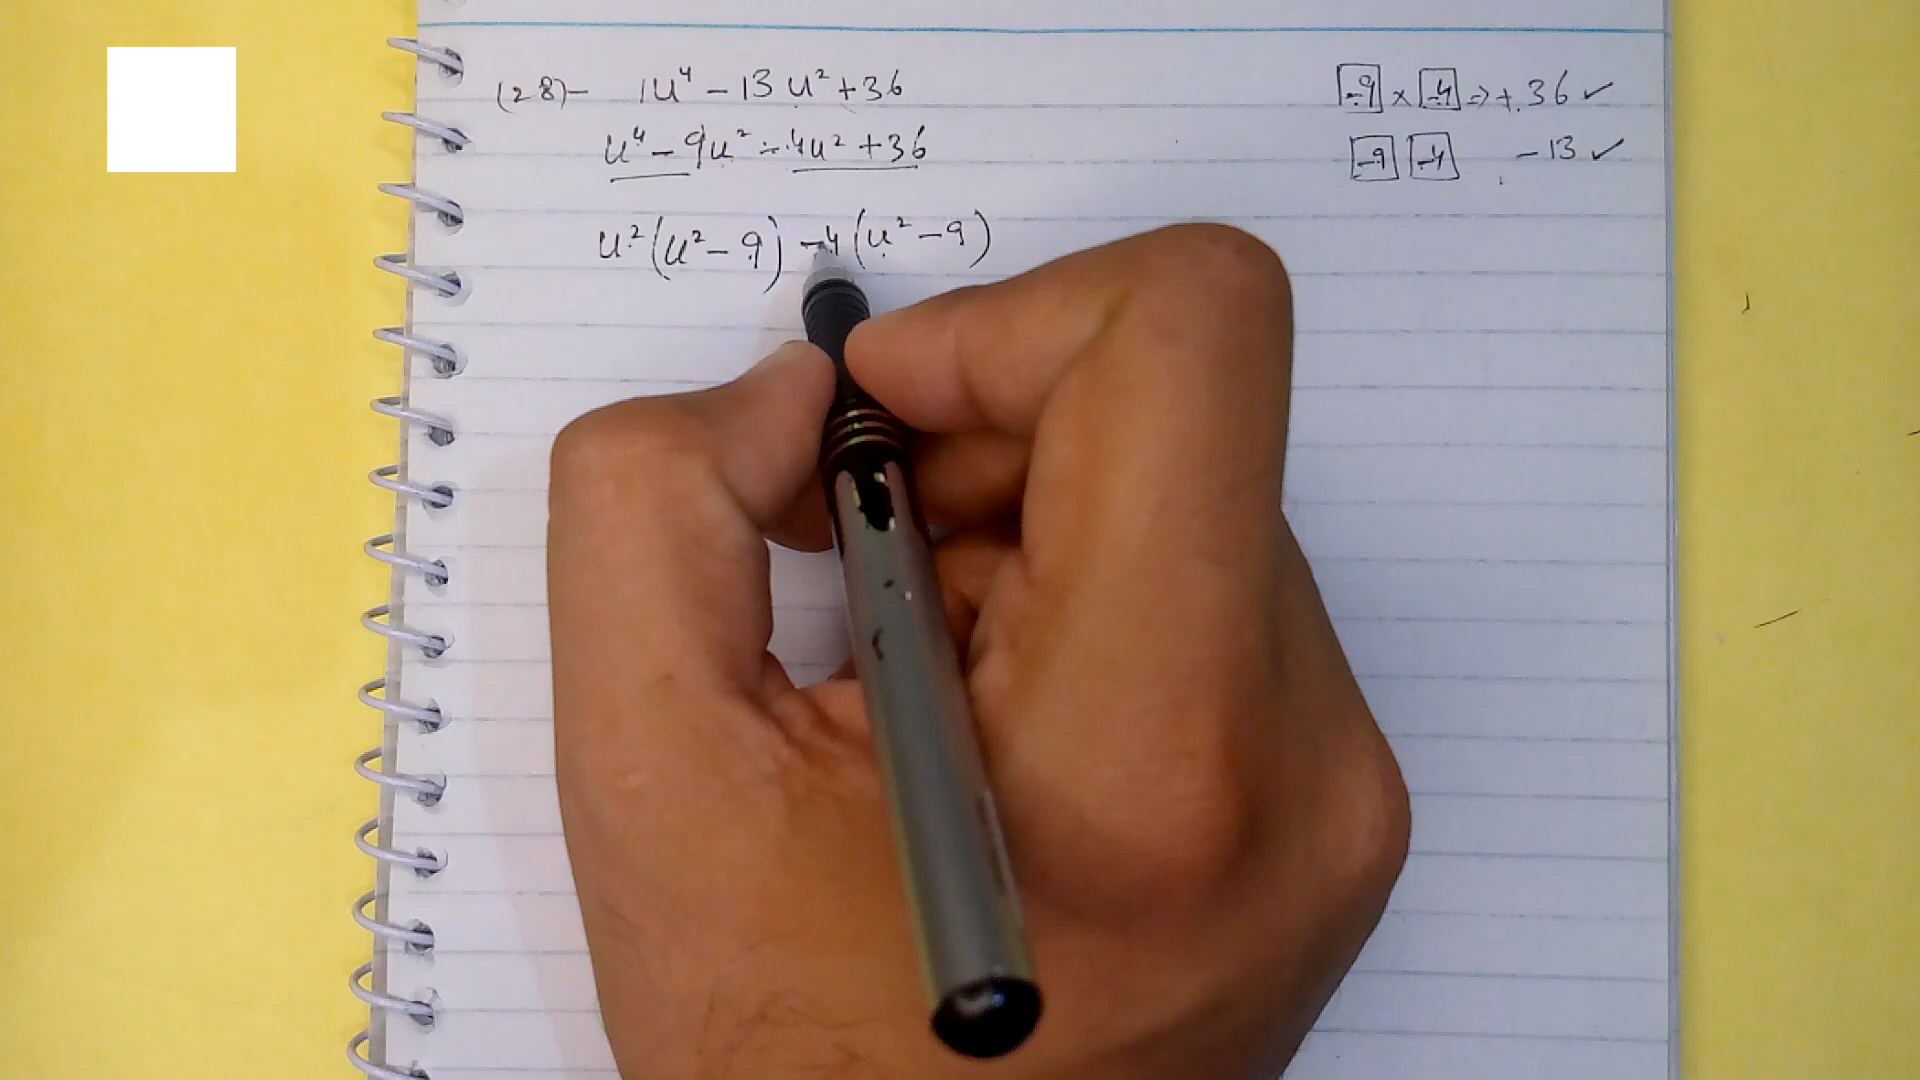 (28)- 1u⁴ - 13u² + 36
u⁴ - 9u² - 4u² + 36
u²(u² - 9) - 4(u² - 9)
-9 × -4 => + 36 ✓
-9 -4 - 13 ✓